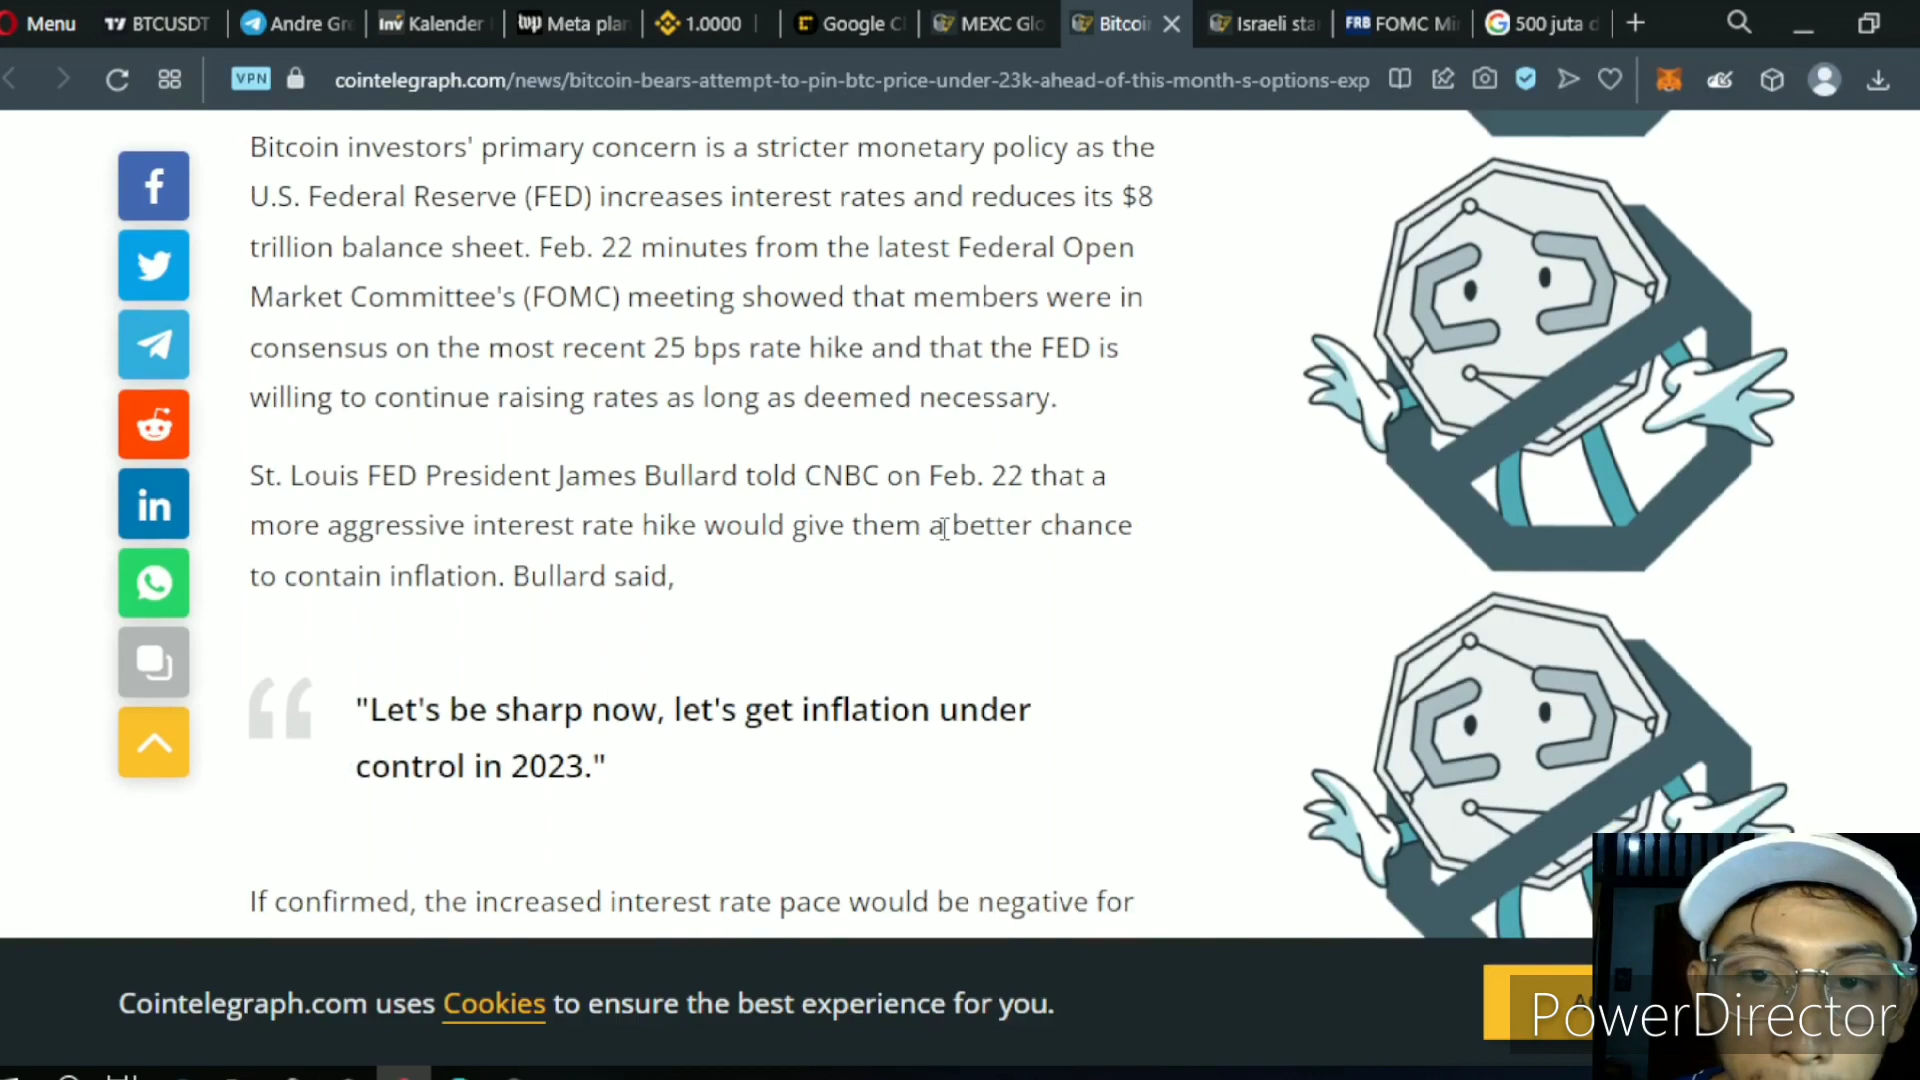 Menu
BTCUSDT
Andre Gr
Inv Kalender
wp Meta plan
1.0000
Google C
MEXC Glo
Bitcoi
Israeli sta
FRB FOMC Mi
500 juta d
VPN
cointelegraph.com/news/bitcoin-bears-attempt-to-pin-btc-price-under-23k-ahead-of-this-month-s-options-exp
Bitcoin investors' primary concern is a stricter monetary policy as the
U.S. Federal Reserve (FED) increases interest rates and reduces its $8
trillion balance sheet. Feb. 22 minutes from the latest Federal Open
Market Committee's (FOMC) meeting showed that members were in
consensus on the most recent 25 bps rate hike and that the FED is
willing to continue raising rates as long as deemed necessary.
St. Louis FED President James Bullard told CNBC on Feb. 22 that a
more aggressive interest rate hike would give them a better chance
to contain inflation. Bullard said,
"Let's be sharp now, let's get inflation under
control in 2023."
If confirmed, the increased interest rate pace would be negative for
Cointelegraph.com uses Cookies to ensure the best experience for you.
PowerDirector